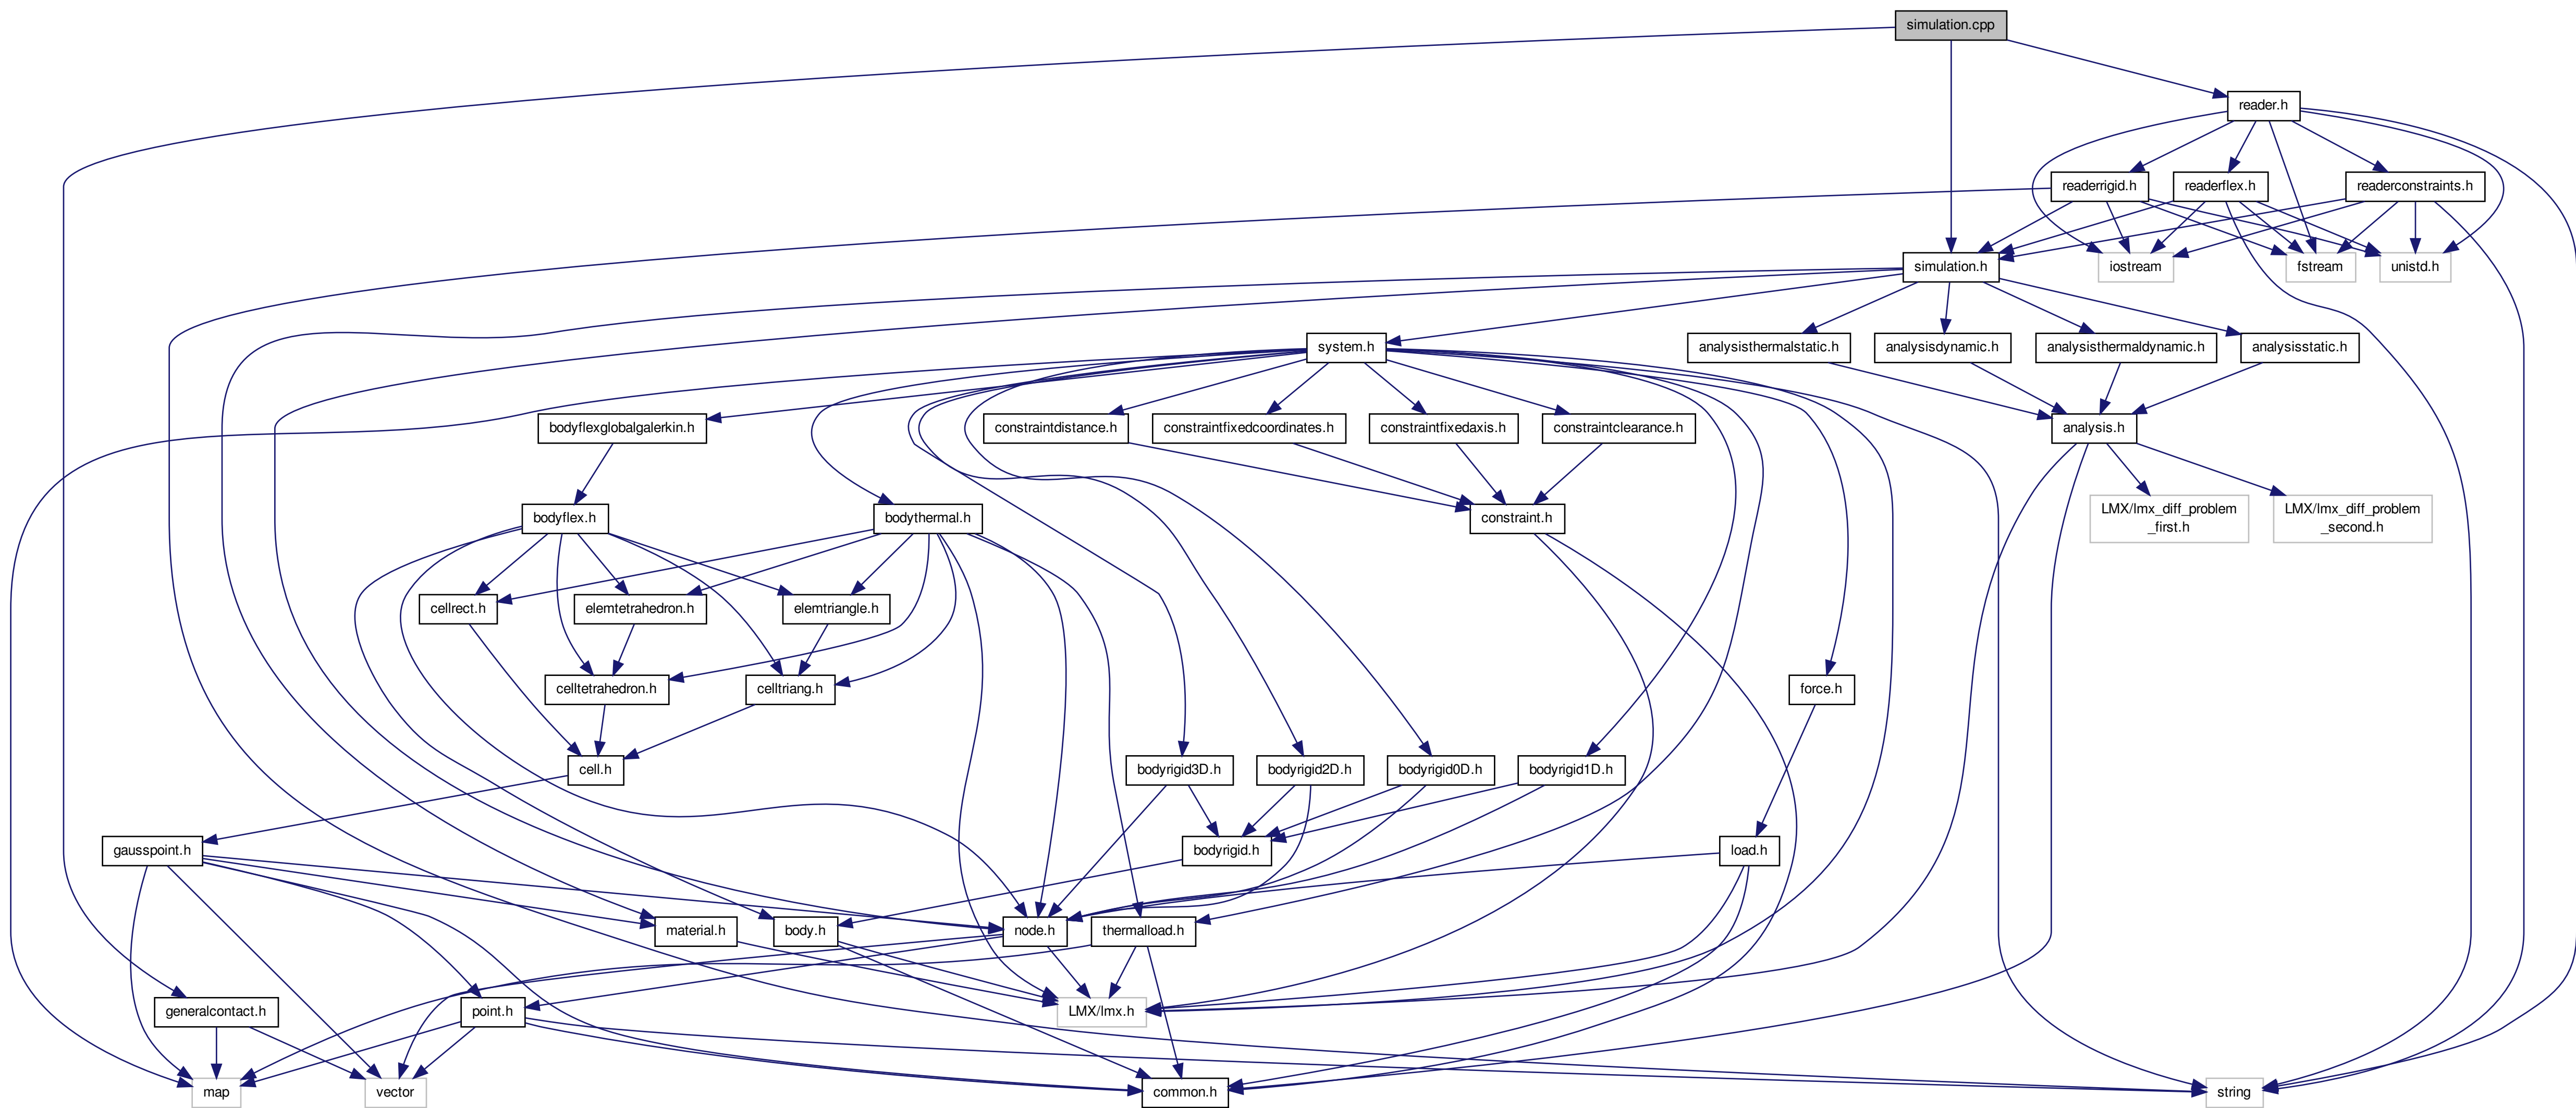 simulation.cpp
reader.h
readerrigid.h
readerflex.h
readerconstraints.h
simulation.h
iostream
fstream
unistd.h
system.h
analysisthermalstatic.h
analysisdynamic.h
analysisthermaldynamic.h
analysisstatic.h
bodyflexglobalgalerkin.h
constraintdistance.h
constraintfixedcoordinates.h
constraintfixedaxis.h
constraintclearance.h
analysis.h
bodyflex.h
bodythermal.h
constraint.h
LMX/lmx_diff_problem
_first.h
LMX/lmx_diff_problem
_second.h
cellrect.h
elemtetrahedron.h
elemtriangle.h
celltetrahedron.h
celltriang.h
force.h
cell.h
bodyrigid3D.h
bodyrigid2D.h
bodyrigid0D.h
bodyrigid1D.h
gausspoint.h
bodyrigid.h
load.h
material.h
body.h
node.h
thermalload.h
generalcontact.h
point.h
LMX/lmx.h
map
vector
common.h
string